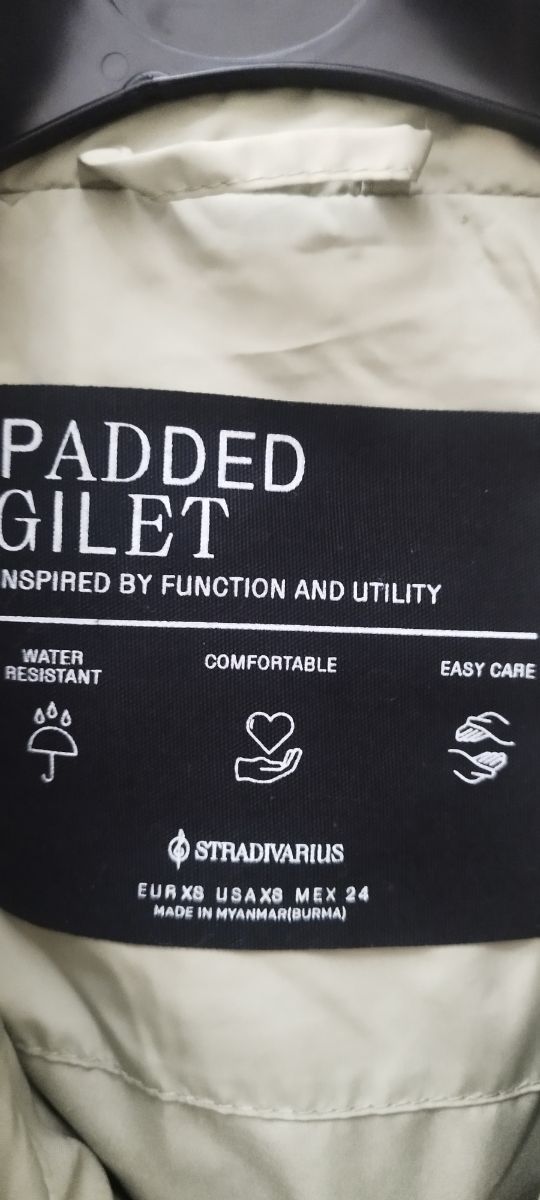 PADDED
GILET
NSPIRED BY FUNCTION AND UTILITY
WATER
RESISTANT
COMFORTABLE
EASY CARE
STRADIVARIUS
EUR XS USA XS MEX 24
MADE IN MYANMAR(BURMA)